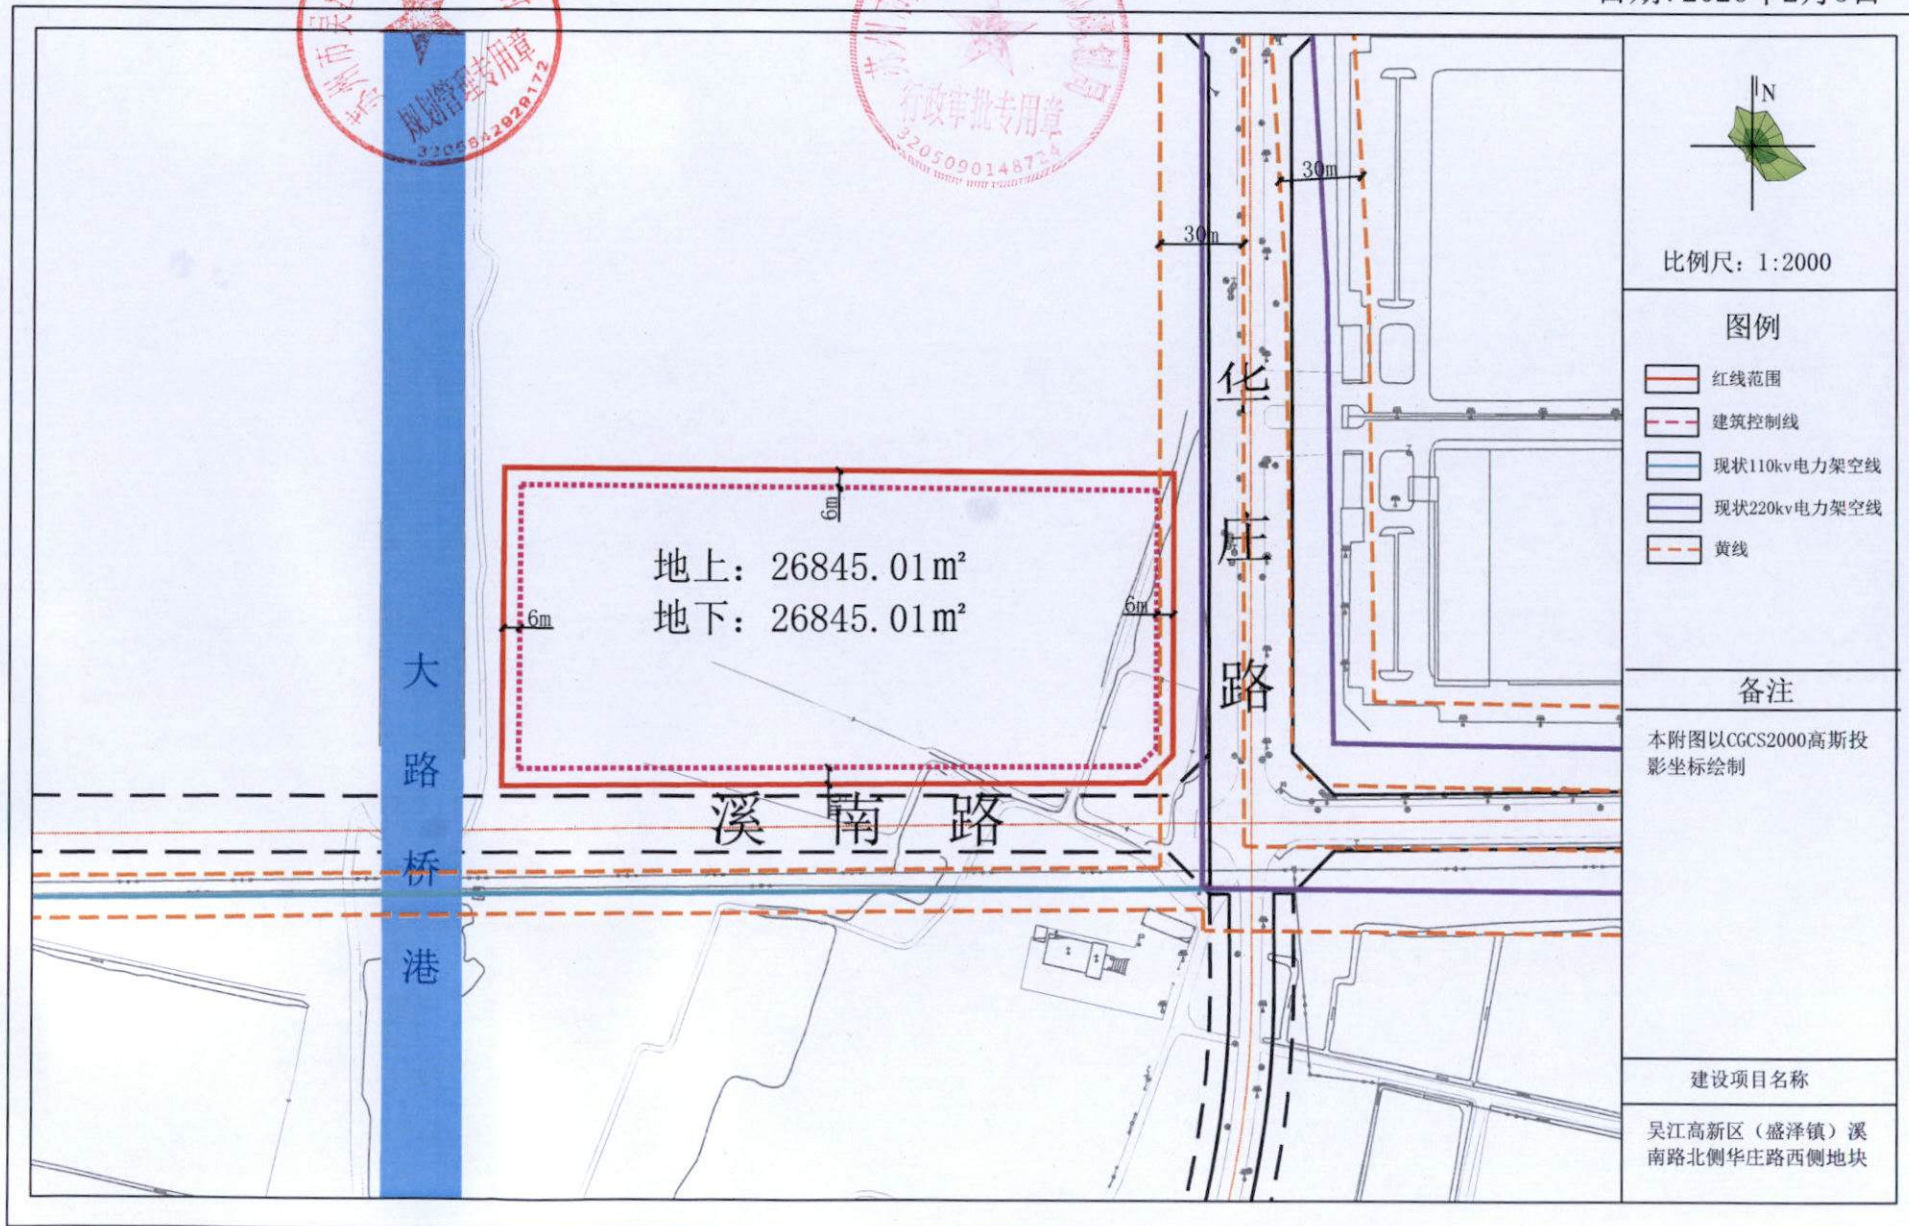 规划管理专用章
行政审批专用章
3205090148724
N
30m
30m
比例尺：1:2000
图例
红线范围
建筑控制线
现状110kv电力架空线
现状220kv电力架空线
黄线
华庄路
6m
地上：26845.01m²
地下：26845.01m²
6m
6m
大路桥港
溪南路
备注
本附图以CGCS2000高斯投
影坐标绘制
建设项目名称
吴江高新区（盛泽镇）溪
南路北侧华庄路西侧地块